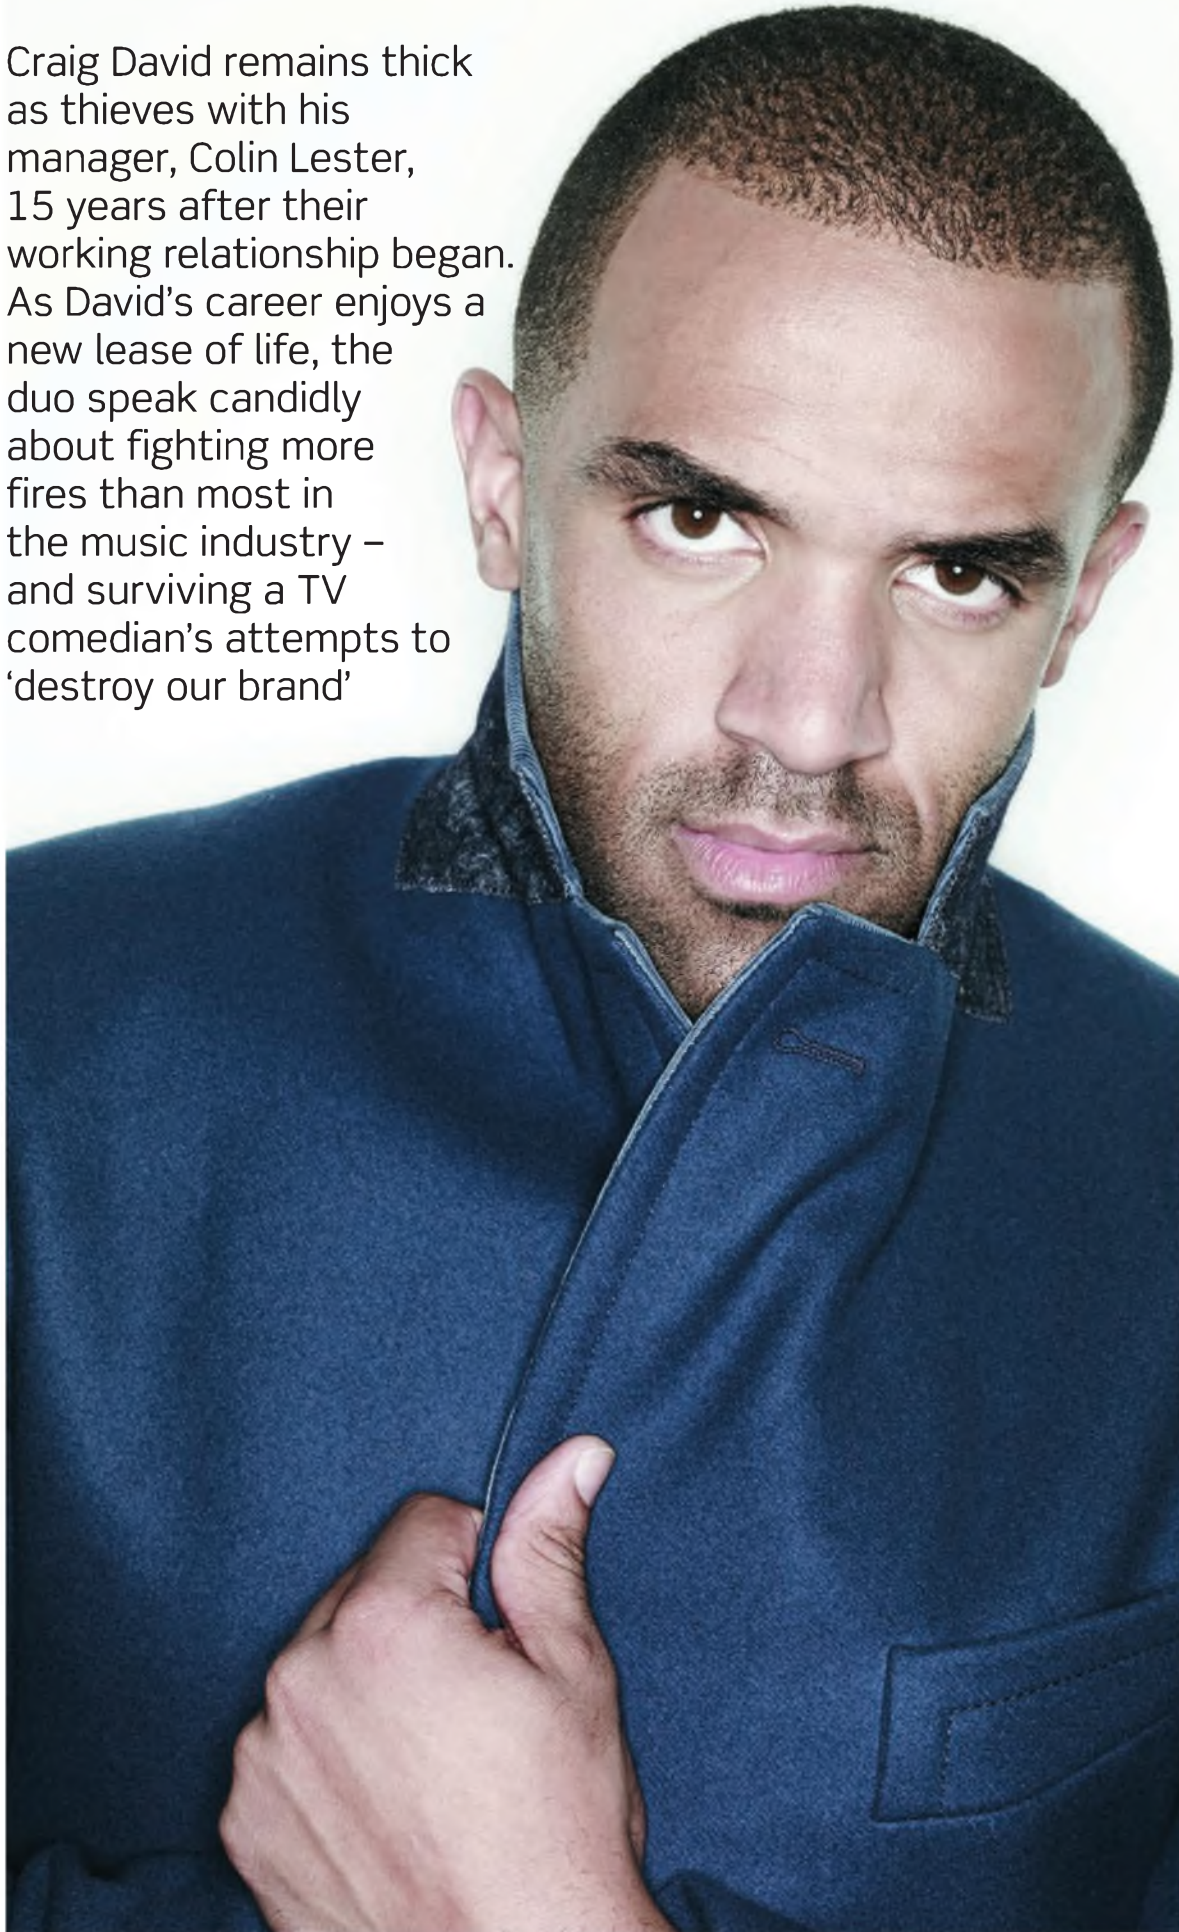 Craig David remains thick
as thieves with his
manager, Colin Lester,
15 years after their
working relationship began.
As David’s career enjoys a
new lease of life, the
duo speak candidly
about fighting more
fires than most in
the music industry –
and surviving a TV
comedian’s attempts to
‘destroy our brand’